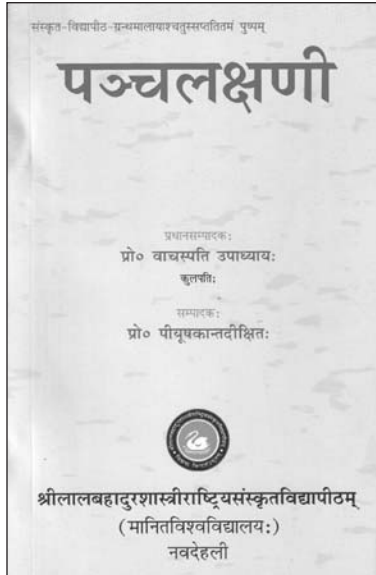 संस्कृत-विद्यापीठ-ग्रन्थमालायाश्चतुस्सप्ततितमं पुष्पम्
पञ्चलक्षणी
प्रधानसम्पादकः
प्रो० वाचस्पति उपाध्यायः
कुलपतिः
सम्पादकः
प्रो० पीयूषकान्तदीक्षितः
श्रीलालबहादुरशास्त्रीराष्ट्रियसंस्कृतविद्यापीठम्
(मानितविश्वविद्यालयः)
नवदेहली